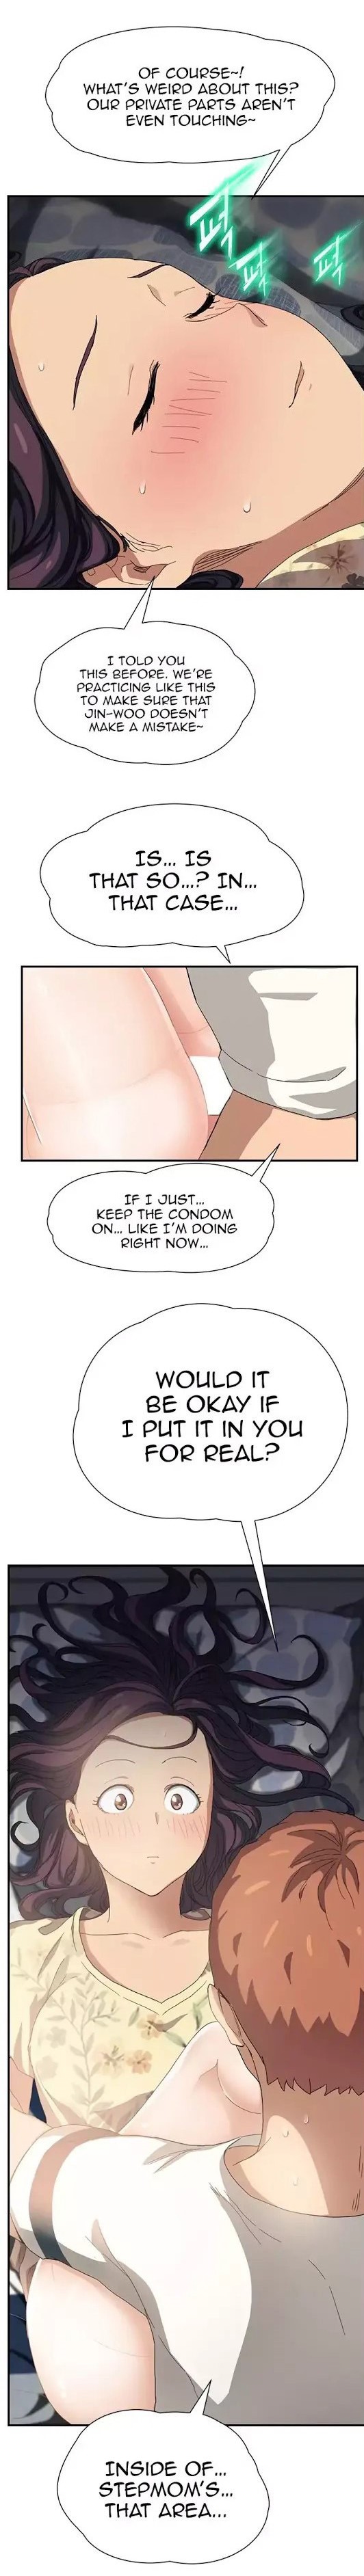 OF COURSE~!
WHAT'S WEIRD ABOUT THIS?
OUR PRIVATE PARTS AREN'T
EVEN TOUCHING~
퍽
퍽
퍽
I TOLD YOU
THIS BEFORE. WE'RE
PRACTICING LIKE THIS
TO MAKE SURE THAT
JIN-WOO DOESN'T
MAKE A MISTAKE~
IS... IS
THAT SO...? IN...
THAT CASE...
IF I JUST...
KEEP THE CONDOM
ON... LIKE I'M DOING
RIGHT NOW...
WOULD IT
BE OKAY IF
I PUT IT IN YOU
FOR REAL?
INSIDE OF...
STEPMOM'S...
THAT AREA...